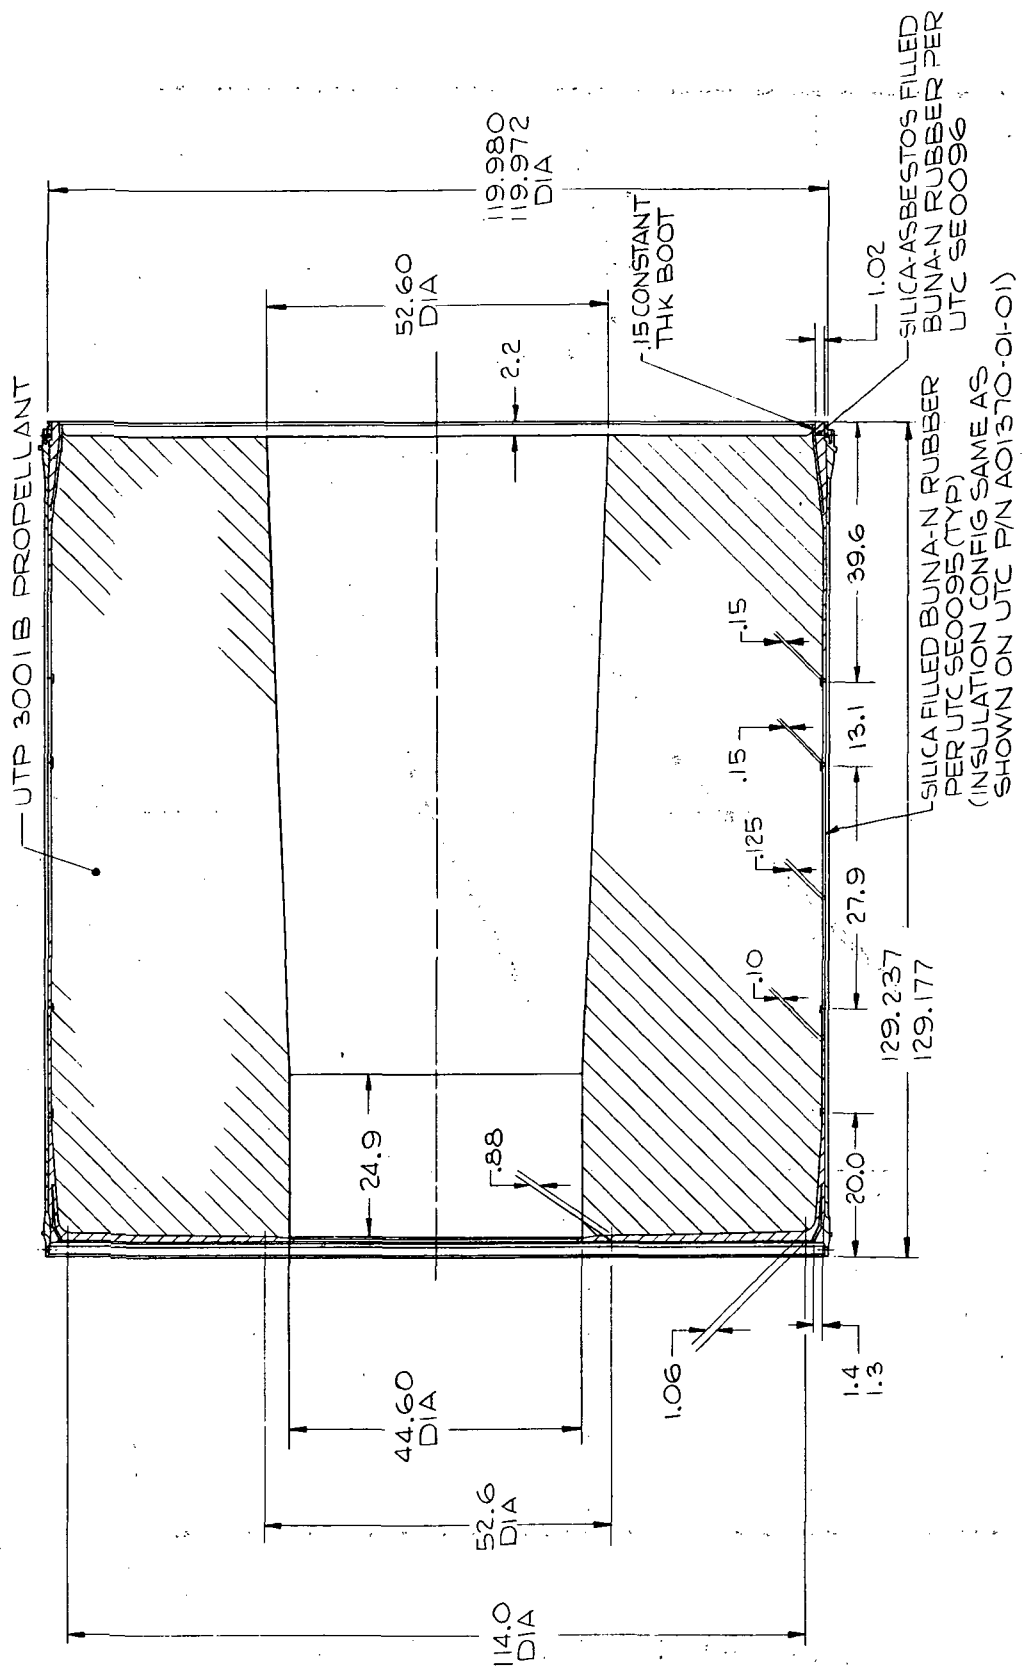 UTP 3001 B PROPELLANT
119.980
119.972
DIA
52.60
DIA
2.2
.15 CONSTANT
THK BOOT
1.02
SILICA-ASBESTOS FILLED
BUNA-N RUBBER PER
UTC SE0096
SILICA FILLED BUNA-N RUBBER
PER UTC SE0095 (TYP)
(INSULATION CONFIG SAME AS
SHOWN ON UTC P/N A01370-01-01)
.15
.15
.125
.10
39.6
13.1
27.9
20.0
129.237
129.177
24.9
.88
1.06
1.4
1.3
44.60
DIA
52.6
DIA
114.0
DIA